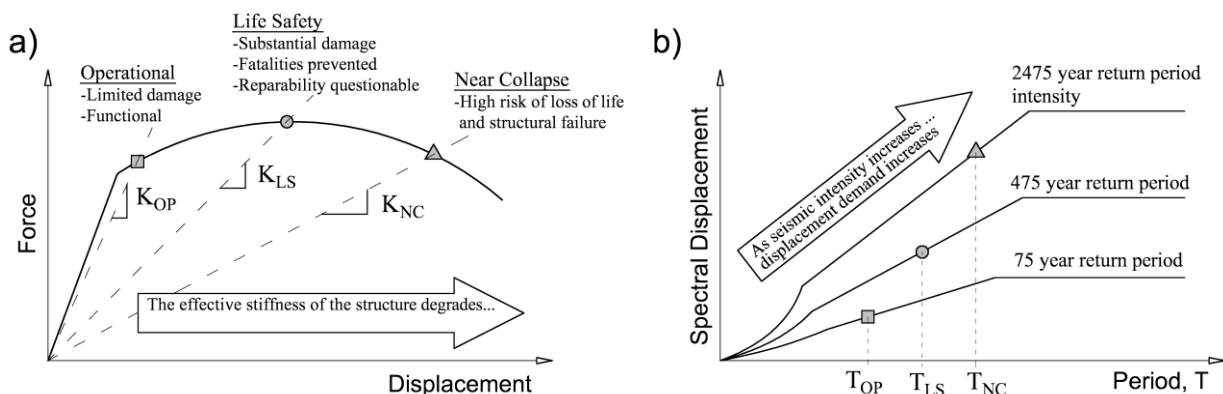 a)
Force
Operational
-Limited damage
-Functional
Life Safety
-Substantial damage
-Fatalities prevented
-Reparability questionable
Near Collapse
-High risk of loss of life
and structural failure
K_OP
K_LS
K_NC
The effective stiffness of the structure degrades...
Displacement
b)
Spectral Displacement
As seismic intensity increases ...
displacement demand increases
2475 year return period
intensity
475 year return period
75 year return period
T_OP
T_LS
T_NC
Period, T